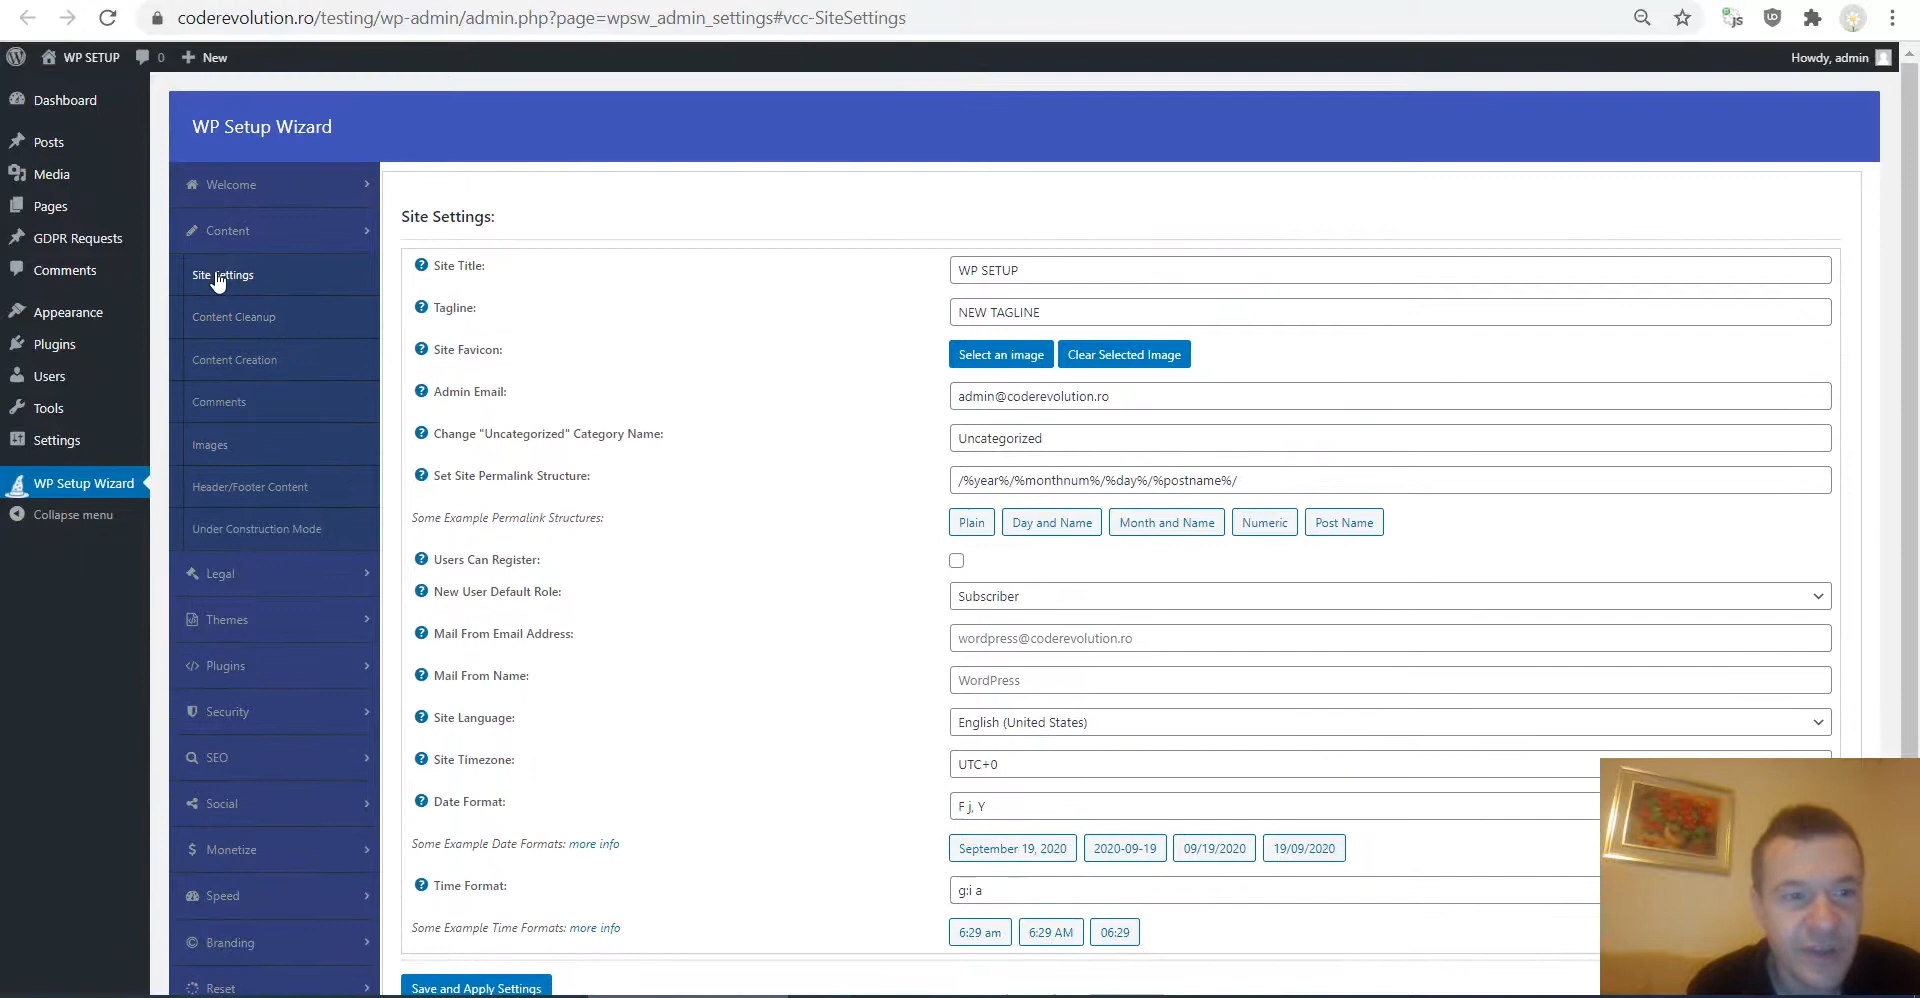 coderevolution.ro/testing/wp-admin/admin.php?page=wpsw_admin_settings#vcc-SiteSettings
WP SETUP 0 New Howdy, admin
Dashboard
Posts
Media
Pages
GDPR Requests
Comments
Appearance
Plugins
Users
Tools
Settings
WP Setup Wizard
Collapse menu
WP Setup Wizard
Welcome
Content
Site Settings
Content Cleanup
Content Creation
Comments
Images
Header/Footer Content
Under Construction Mode
Legal
Themes
Plugins
Security
SEO
Social
Monetize
Speed
Branding
Reset
Site Settings:
Site Title: WP SETUP
Tagline: NEW TAGLINE
Site Favicon: Select an image Clear Selected Image
Admin Email: admin@coderevolution.ro
Change "Uncategorized" Category Name: Uncategorized
Set Site Permalink Structure: /%year%/%monthnum%/%day%/%postname%/
Some Example Permalink Structures: Plain Day and Name Month and Name Numeric Post Name
Users Can Register:
New User Default Role: Subscriber
Mail From Email Address: wordpress@coderevolution.ro
Mail From Name: WordPress
Site Language: English (United States)
Site Timezone: UTC+0
Date Format: F j, Y
Some Example Date Formats: more info September 19, 2020 2020-09-19 09/19/2020 19/09/2020
Time Format: g:i a
Some Example Time Formats: more info 6:29 am 6:29 AM 06:29
Save and Apply Settings